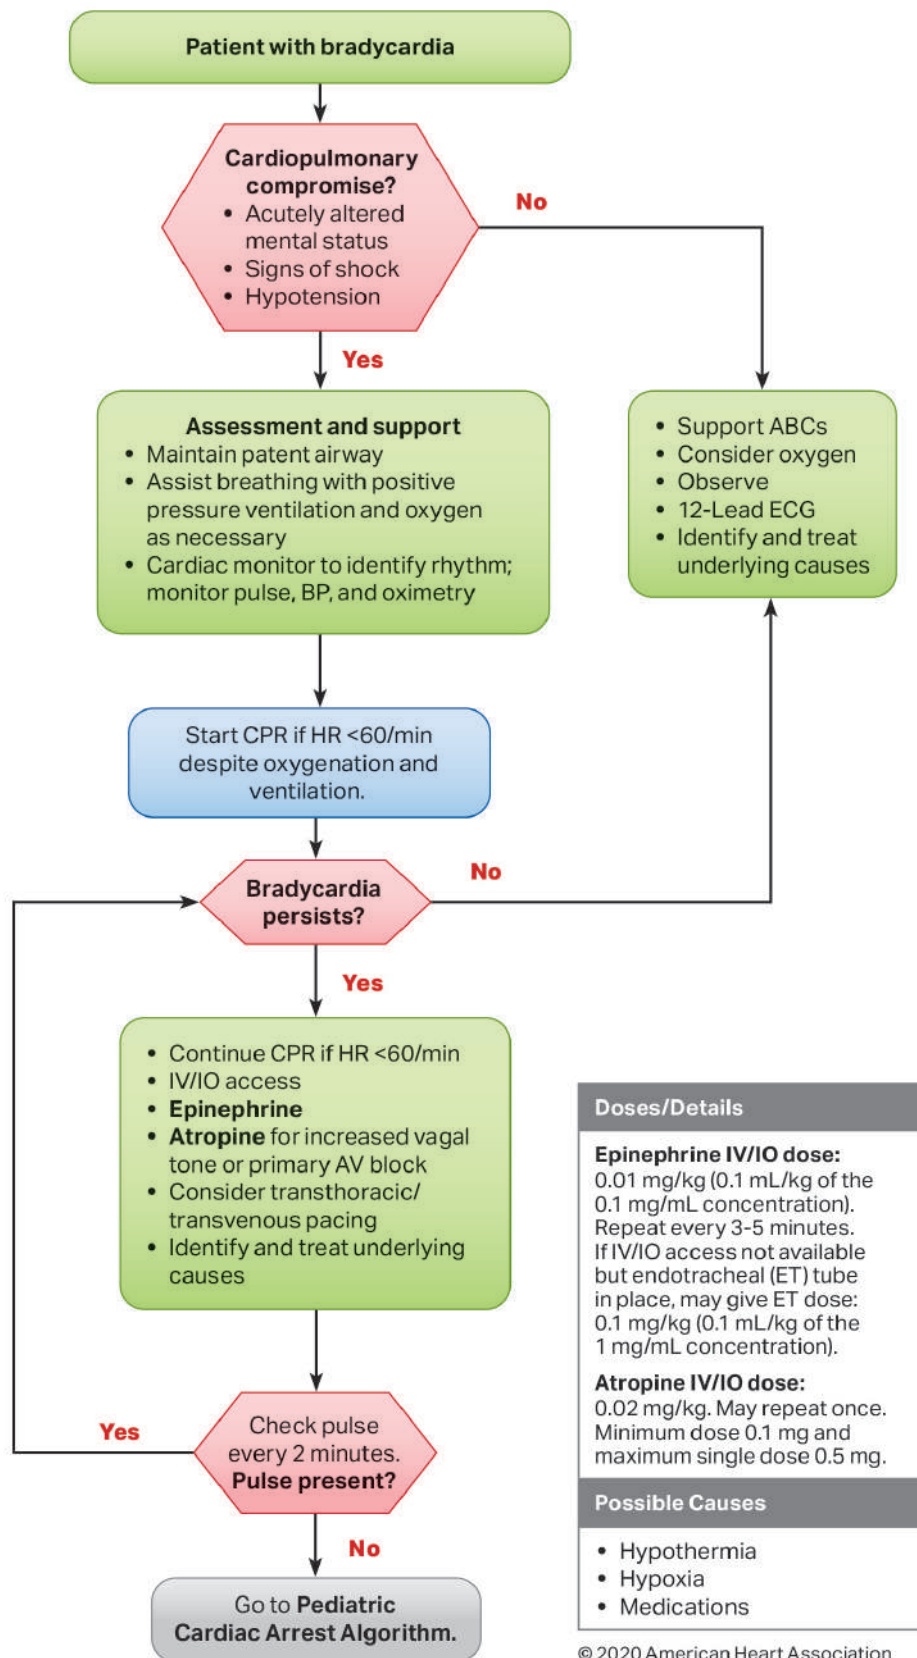 Patient with bradycardia
Cardiopulmonary
compromise?
• Acutely altered
mental status
• Signs of shock
• Hypotension
No
Yes
Assessment and support
• Maintain patent airway
• Assist breathing with positive
pressure ventilation and oxygen
as necessary
• Cardiac monitor to identify rhythm;
monitor pulse, BP, and oximetry
• Support ABCs
• Consider oxygen
• Observe
• 12-Lead ECG
• Identify and treat
underlying causes
Start CPR if HR <60/min
despite oxygenation and
ventilation.
Bradycardia
persists?
No
Yes
• Continue CPR if HR <60/min
• IV/IO access
• Epinephrine
• Atropine for increased vagal
tone or primary AV block
• Consider transthoracic/
transvenous pacing
• Identify and treat underlying
causes
Check pulse
every 2 minutes.
Pulse present?
Yes
No
Go to Pediatric
Cardiac Arrest Algorithm.
Doses/Details
Epinephrine IV/IO dose:
0.01 mg/kg (0.1 mL/kg of the
0.1 mg/mL concentration).
Repeat every 3-5 minutes.
If IV/IO access not available
but endotracheal (ET) tube
in place, may give ET dose:
0.1 mg/kg (0.1 mL/kg of the
1 mg/mL concentration).
Atropine IV/IO dose:
0.02 mg/kg. May repeat once.
Minimum dose 0.1 mg and
maximum single dose 0.5 mg.
Possible Causes
• Hypothermia
• Hypoxia
• Medications
© 2020 American Heart Association